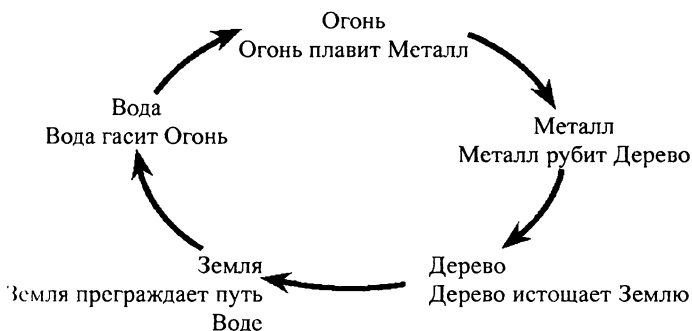 Огонь
Огонь плавит Металл
Металл
Металл рубит Дерево
Дерево
Дерево истощает Землю
Земля
Земля преграждает путь
Воде
Вода
Вода гасит Огонь